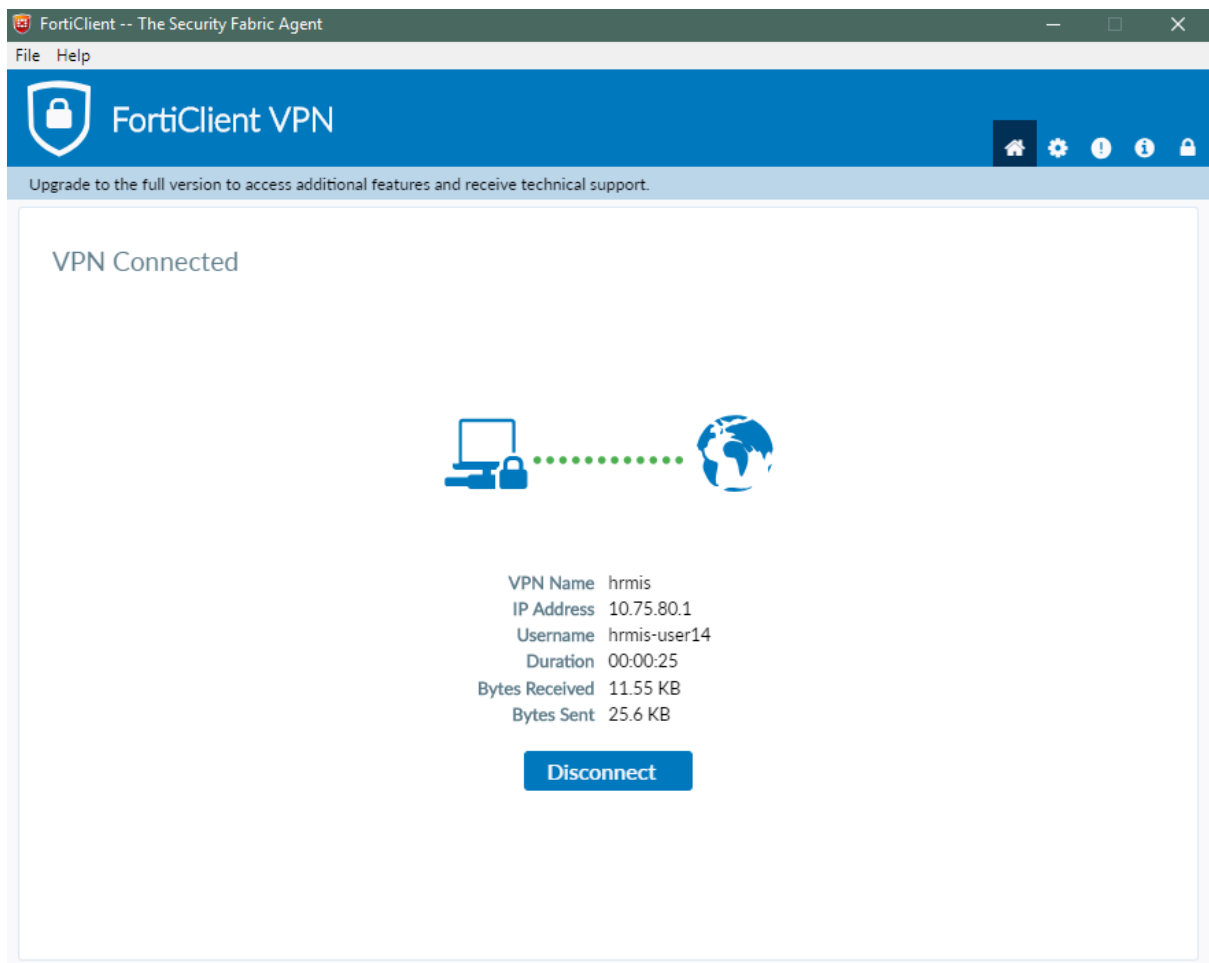 FortiClient -- The Security Fabric Agent
File Help
FortiClient VPN
Upgrade to the full version to access additional features and receive technical support.
VPN Connected
VPN Name hrmis
IP Address 10.75.80.1
Username hrmis-user14
Duration 00:00:25
Bytes Received 11.55 KB
Bytes Sent 25.6 KB
Disconnect